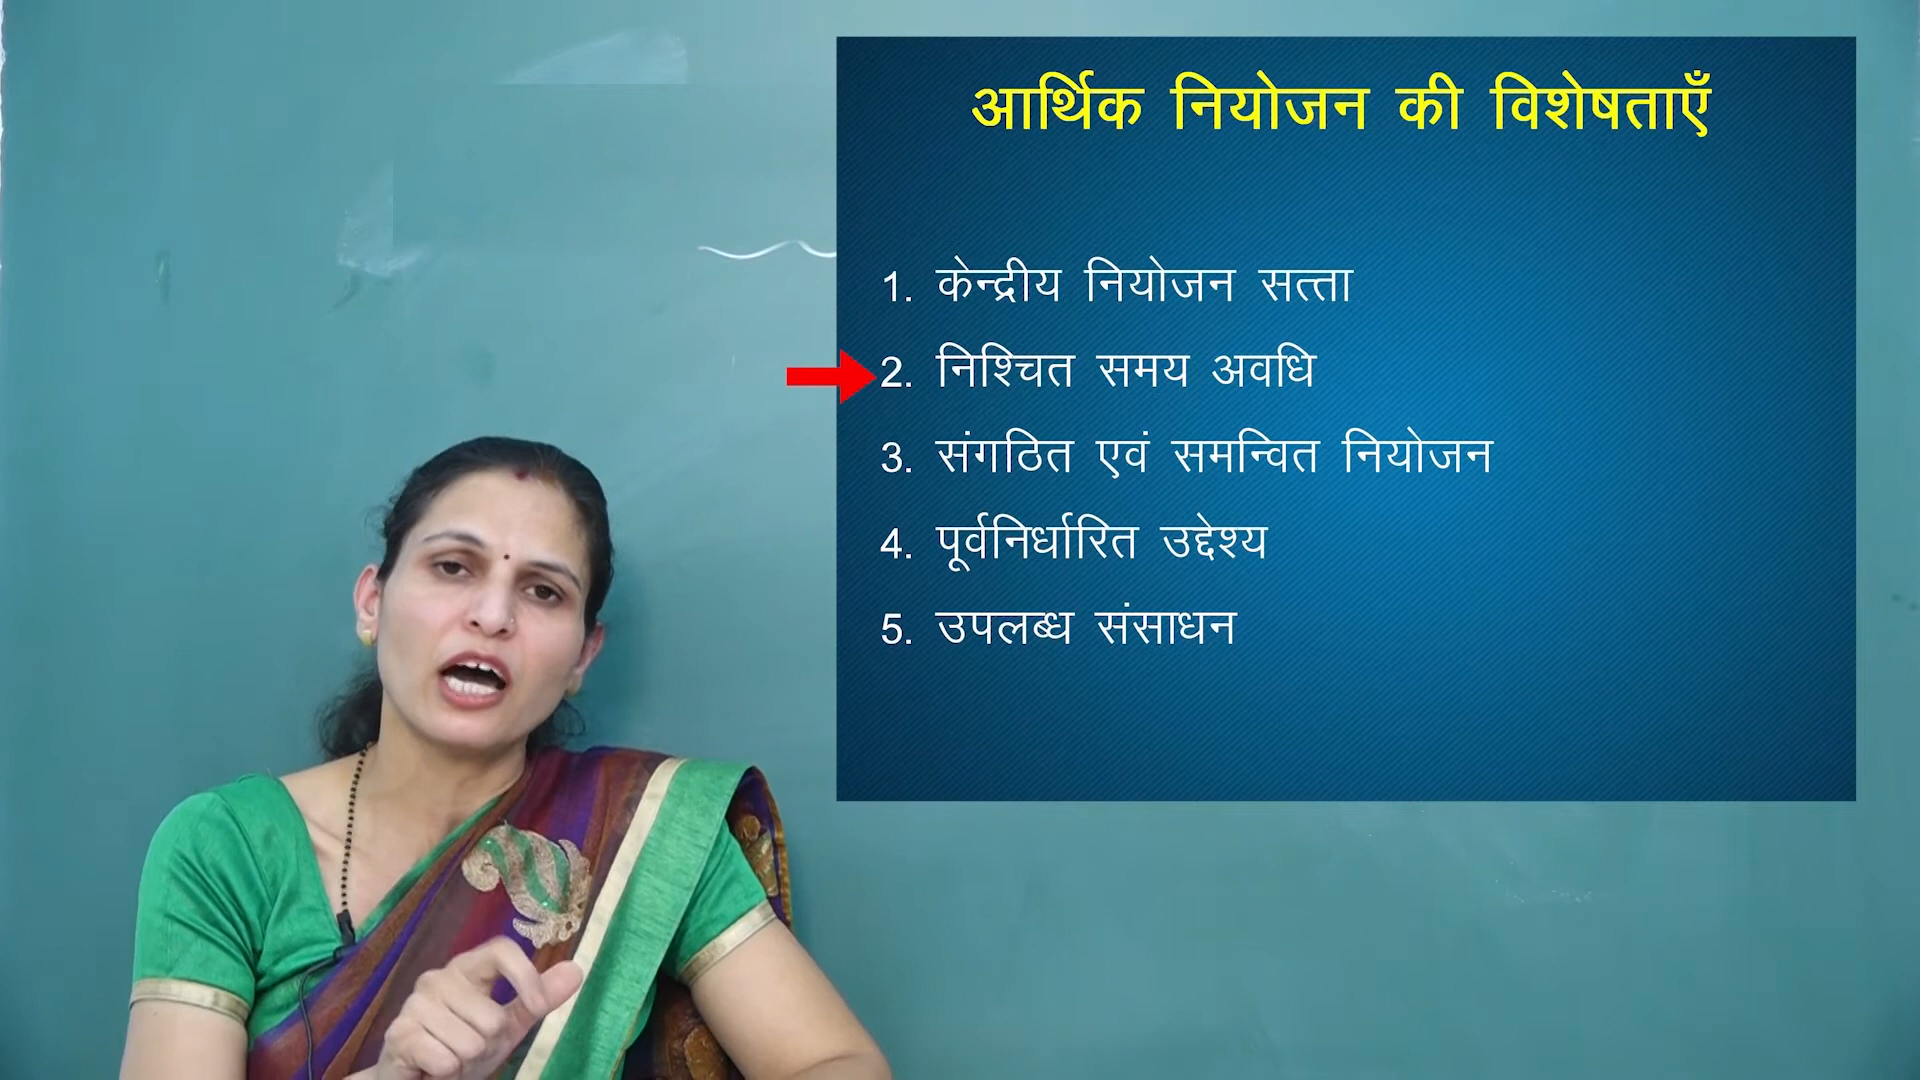 आर्थिक नियोजन की विशेषताएँ
1. केन्द्रीय नियोजन सत्ता
2. निश्चित समय अवधि
3. संगठित एवं समन्वित नियोजन
4. पूर्वनिर्धारित उद्देश्य
5. उपलब्ध संसाधन